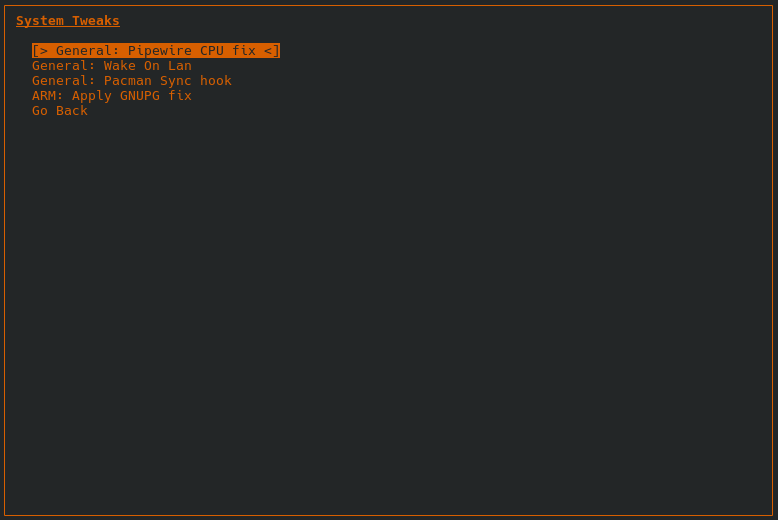 System Tweaks
[> General: Pipewire CPU fix <]
General: Wake On Lan
General: Pacman Sync hook
ARM: Apply GNUPG fix
Go Back